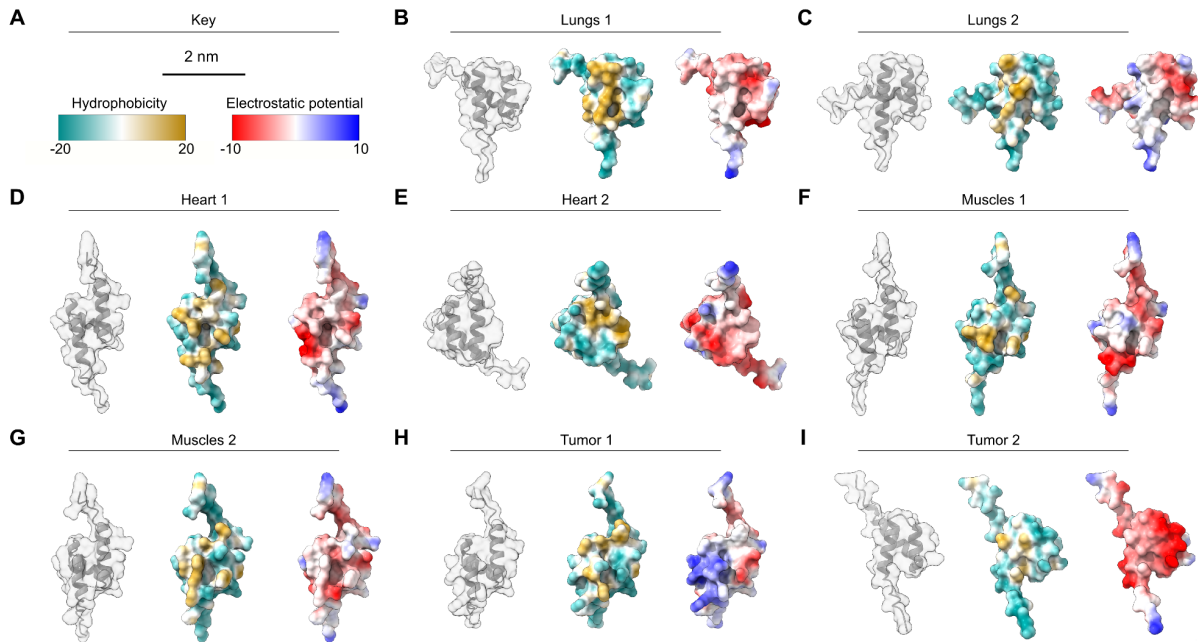 A
Key
2 nm
Hydrophobicity
Electrostatic potential
-20
20
-10
10
B
Lungs 1
C
Lungs 2
D
Heart 1
E
Heart 2
F
Muscles 1
G
Muscles 2
H
Tumor 1
I
Tumor 2